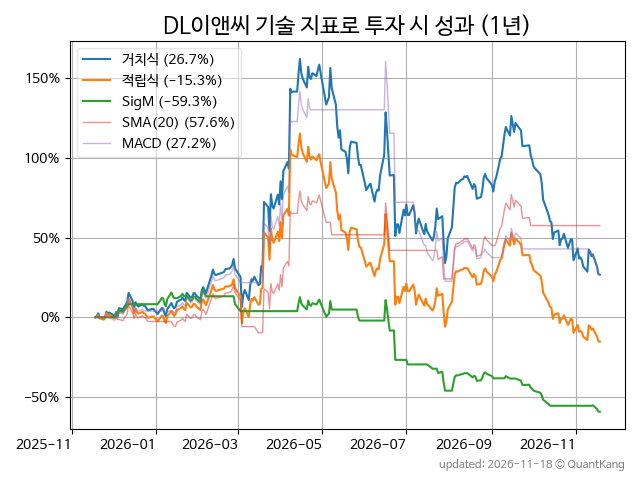 DL이앤씨 기술 지표로 투자 시 성과 (1년)
거치식 (26.7%)
적립식 (−15.3%)
SigM (−59.3%)
SMA(20) (57.6%)
MACD (27.2%)
150%
100%
50%
0%
−50%
2025-11 2026-01 2026-03 2026-05 2026-07 2026-09 2026-11
updated: 2026-11-18 © QuantKang